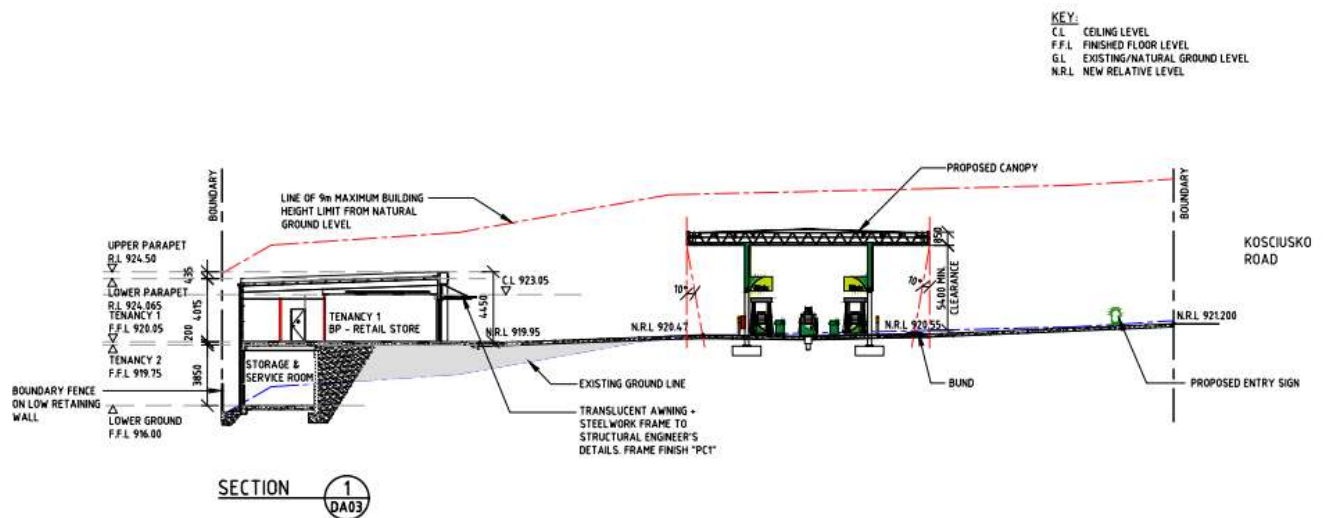 KEY:
C.L CEILING LEVEL
F.F.L FINISHED FLOOR LEVEL
G.L EXISTING/NATURAL GROUND LEVEL
N.R.L NEW RELATIVE LEVEL
PROPOSED CANOPY
BOUNDARY
LINE OF 9m MAXIMUM BUILDING
HEIGHT LIMIT FROM NATURAL
GROUND LEVEL
BOUNDARY
KOSCIUSKO
ROAD
UPPER PARAPET
R.L 924.50
435
LOWER PARAPET
R.L 924.065
4015
TENANCY 1
F.F.L 920.05
200
TENANCY 2
F.F.L 919.75
3850
LOWER GROUND
F.F.L 916.00
BOUNDARY FENCE
ON LOW RETAINING
WALL
C.L 923.05
4450
TENANCY 1
BP - RETAIL STORE
N.R.L 919.95
STORAGE &
SERVICE ROOM
EXISTING GROUND LINE
TRANSLUCENT AWNING +
STEELWORK FRAME TO
STRUCTURAL ENGINEER'S
DETAILS. FRAME FINISH "PC1"
850
10°
10°
5400 MIN.
CLEARANCE
N.R.L 920.47
N.R.L 920.55
N.R.L 921.200
BUND
PROPOSED ENTRY SIGN
SECTION
1
DA03